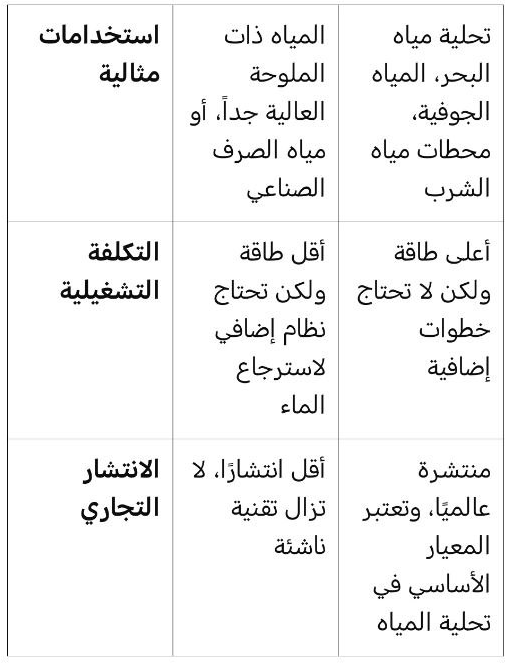 تحلية مياه
البحر، المياه
الجوفية،
محطات مياه
الشرب
المياه ذات
الملوحة
العالية جداً، أو
مياه الصرف
الصناعي
استخدامات
مثالية
أعلى طاقة
ولكن لا تحتاج
خطوات
إضافية
أقل طاقة
ولكن تحتاج
نظام إضافي
لاسترجاع
الماء
التكلفة
التشغيلية
منتشرة
عالميًا، وتعتبر
المعيار
الأساسي في
تحلية المياه
أقل انتشارًا، لا
تزال تقنية
ناشئة
الانتشار
التجاري